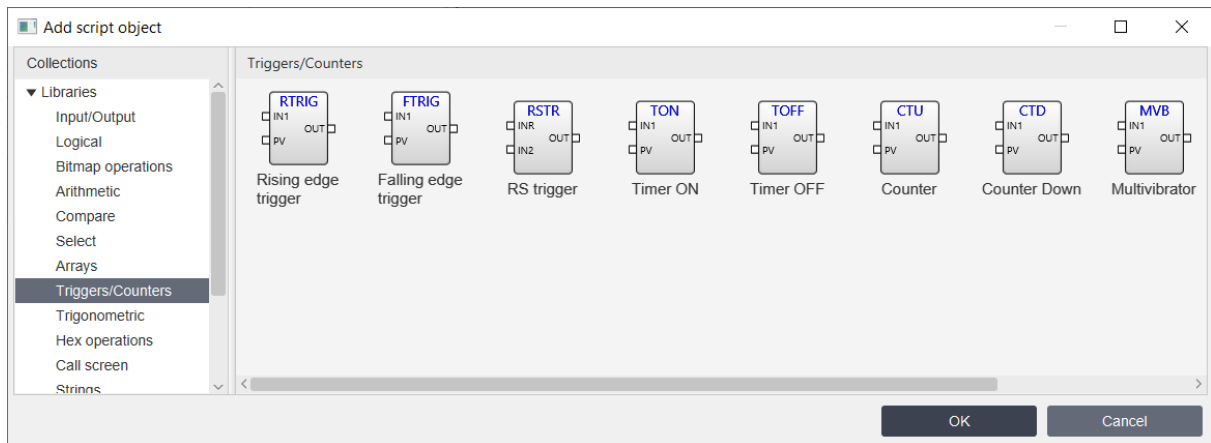 Add script object
Collections
Triggers/Counters
Libraries
Input/Output
Logical
Bitmap operations
Arithmetic
Compare
Select
Arrays
Triggers/Counters
Trigonometric
Hex operations
Call screen
Strings
RTRIG
IN1
OUT
PV
Rising edge
trigger
FTRIG
IN1
OUT
PV
Falling edge
trigger
RSTR
INR
OUT
IN2
RS trigger
TON
IN1
OUT
PV
Timer ON
TOFF
IN1
OUT
PV
Timer OFF
CTU
IN1
OUT
PV
Counter
CTD
IN1
OUT
PV
Counter Down
MVB
IN1
OUT
PV
Multivibrator
OK
Cancel